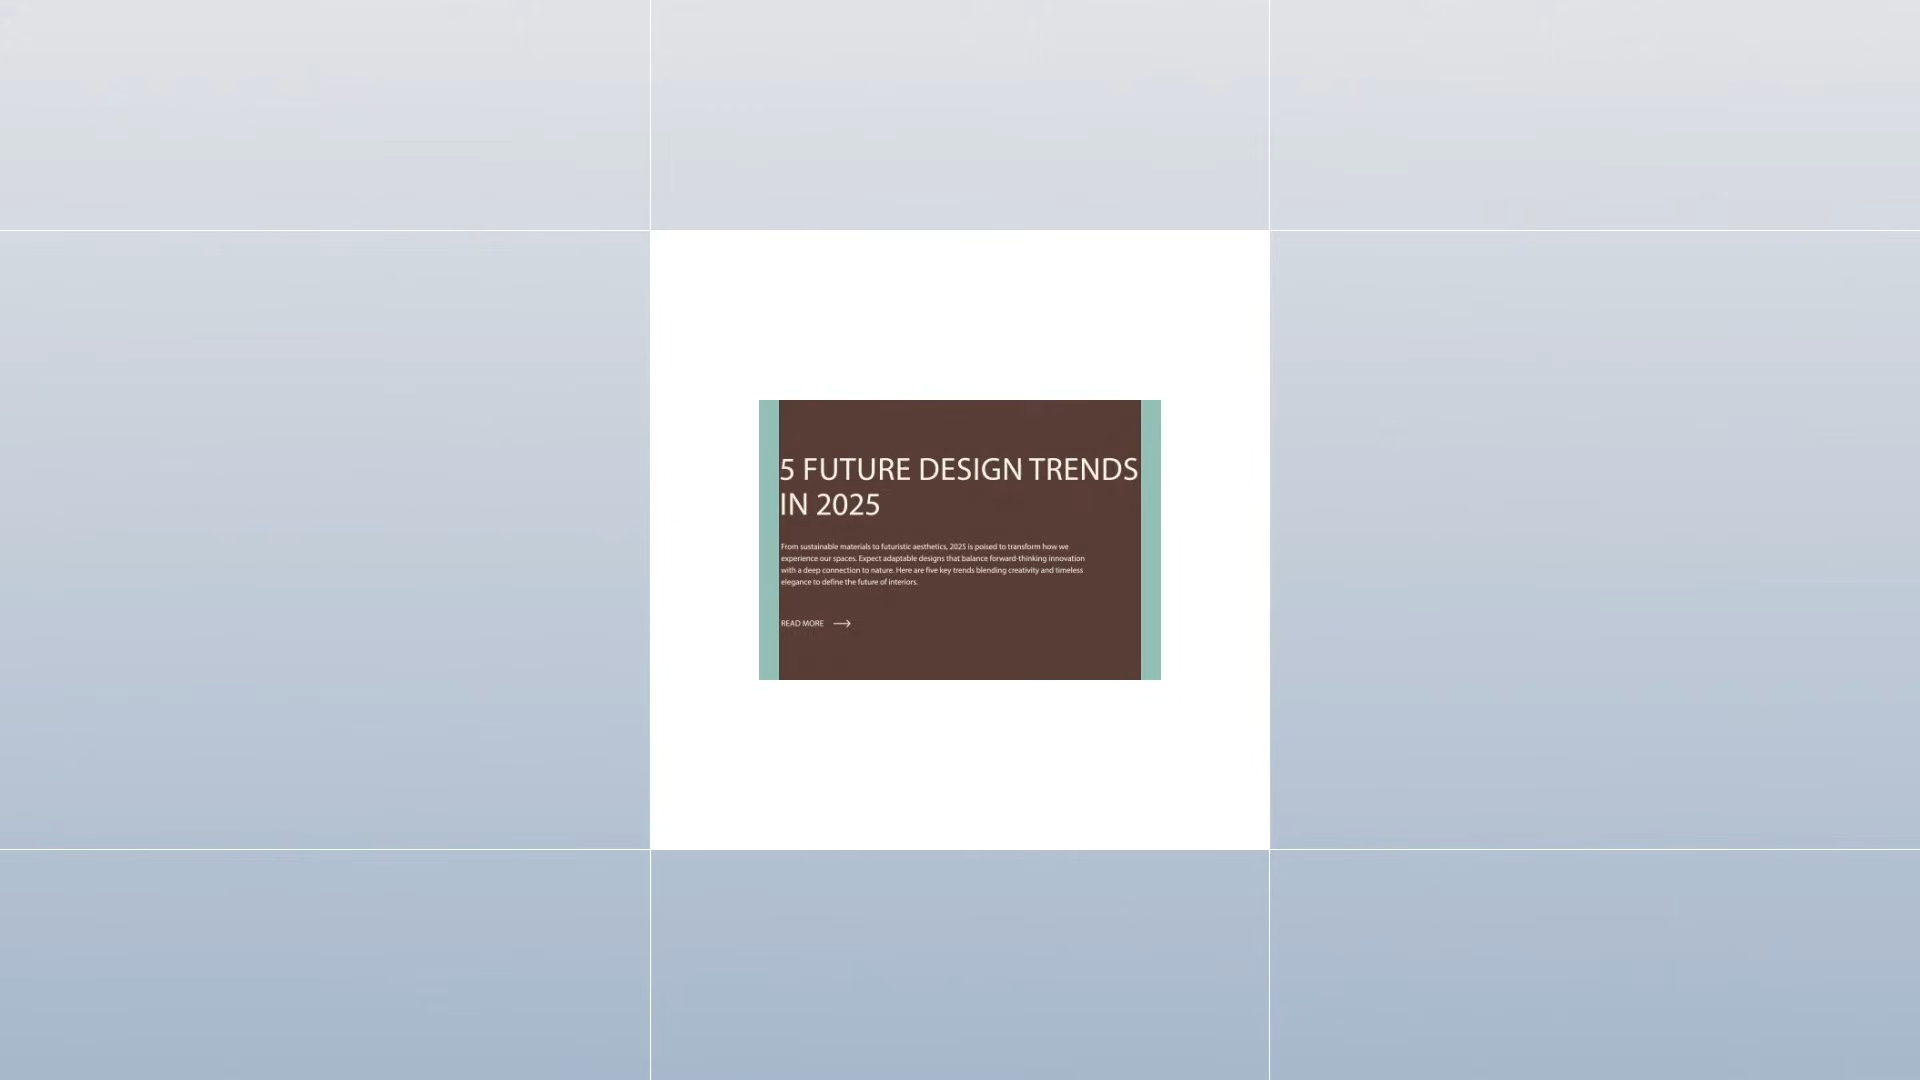 5 FUTURE DESIGN TRENDS
IN 2025
From sustainable materials to futuristic aesthetics, 2025 is poised to transform how we
experience our spaces. Expect adaptable designs that balance forward-thinking innovation
with a deep connection to nature. Here are five key trends blending creativity and timeless
elegance to define the future of interiors.
READ MORE